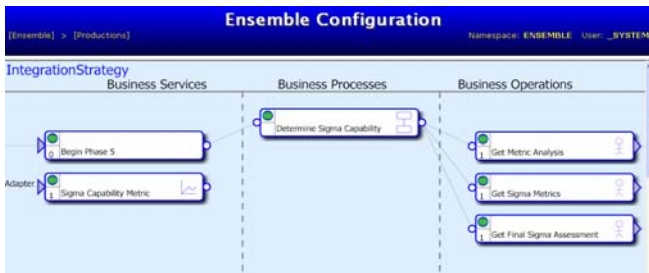 Ensemble Configuration
[Ensemble] > [Productions]
Namespace: ENSEMBLE User: _SYSTEM
IntegrationStrategy
Business Services
Business Processes
Business Operations
Begin Phase 5
0
Determine Sigma Capability
1
Get Metric Analysis
1
Adapter
Sigma Capability Metric
1
Get Sigma Metrics
1
Get Final Sigma Assessment
1